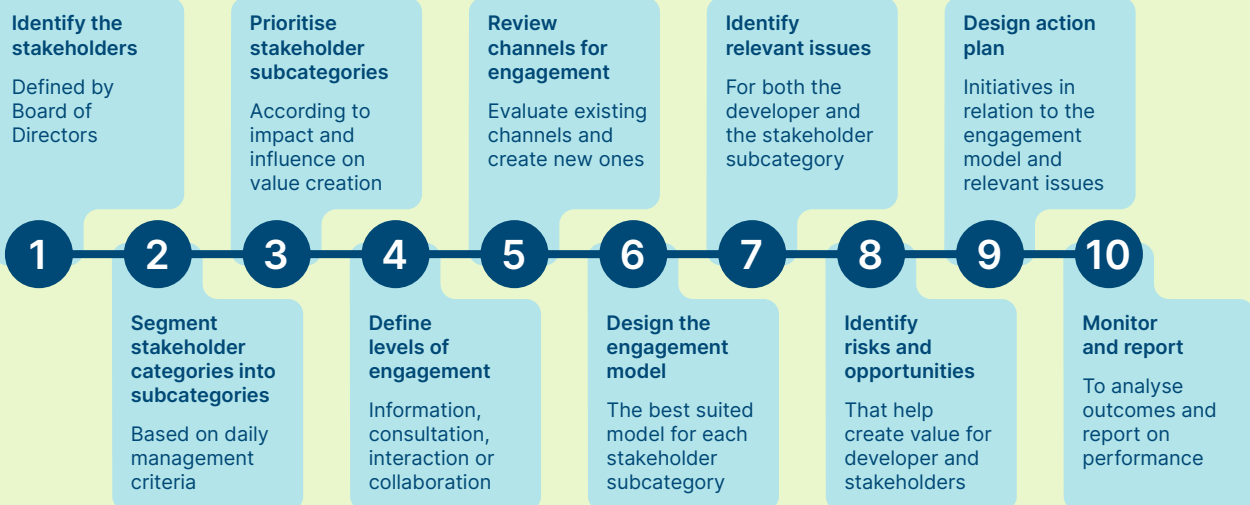 1
Identify the
stakeholders
Defined by
Board of
Directors
2
Segment
stakeholder
categories into
subcategories
Based on daily
management
criteria
3
Prioritise
stakeholder
subcategories
According to
impact and
influence on
value creation
4
Define
levels of
engagement
Information,
consultation,
interaction or
collaboration
5
Review
channels for
engagement
Evaluate existing
channels and
create new ones
6
Design the
engagement
model
The best suited
model for each
stakeholder
subcategory
7
Identify
relevant issues
For both the
developer and
the stakeholder
subcategory
8
Identify
risks and
opportunities
That help
create value for
developer and
stakeholders
9
Design action
plan
Initiatives in
relation to the
engagement
model and
relevant issues
10
Monitor
and report
To analyse
outcomes and
report on
performance